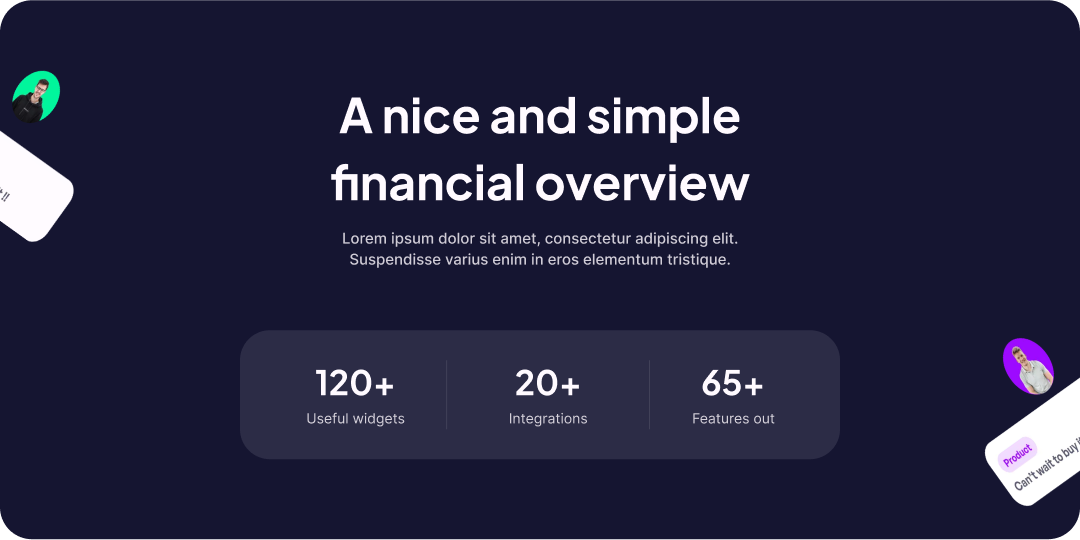 A nice and simple
financial overview
Lorem ipsum dolor sit amet, consectetur adipiscing elit.
Suspendisse varius enim in eros elementum tristique.
120+
Useful widgets
20+
Integrations
65+
Features out
!!
Product
Can't wait to buy